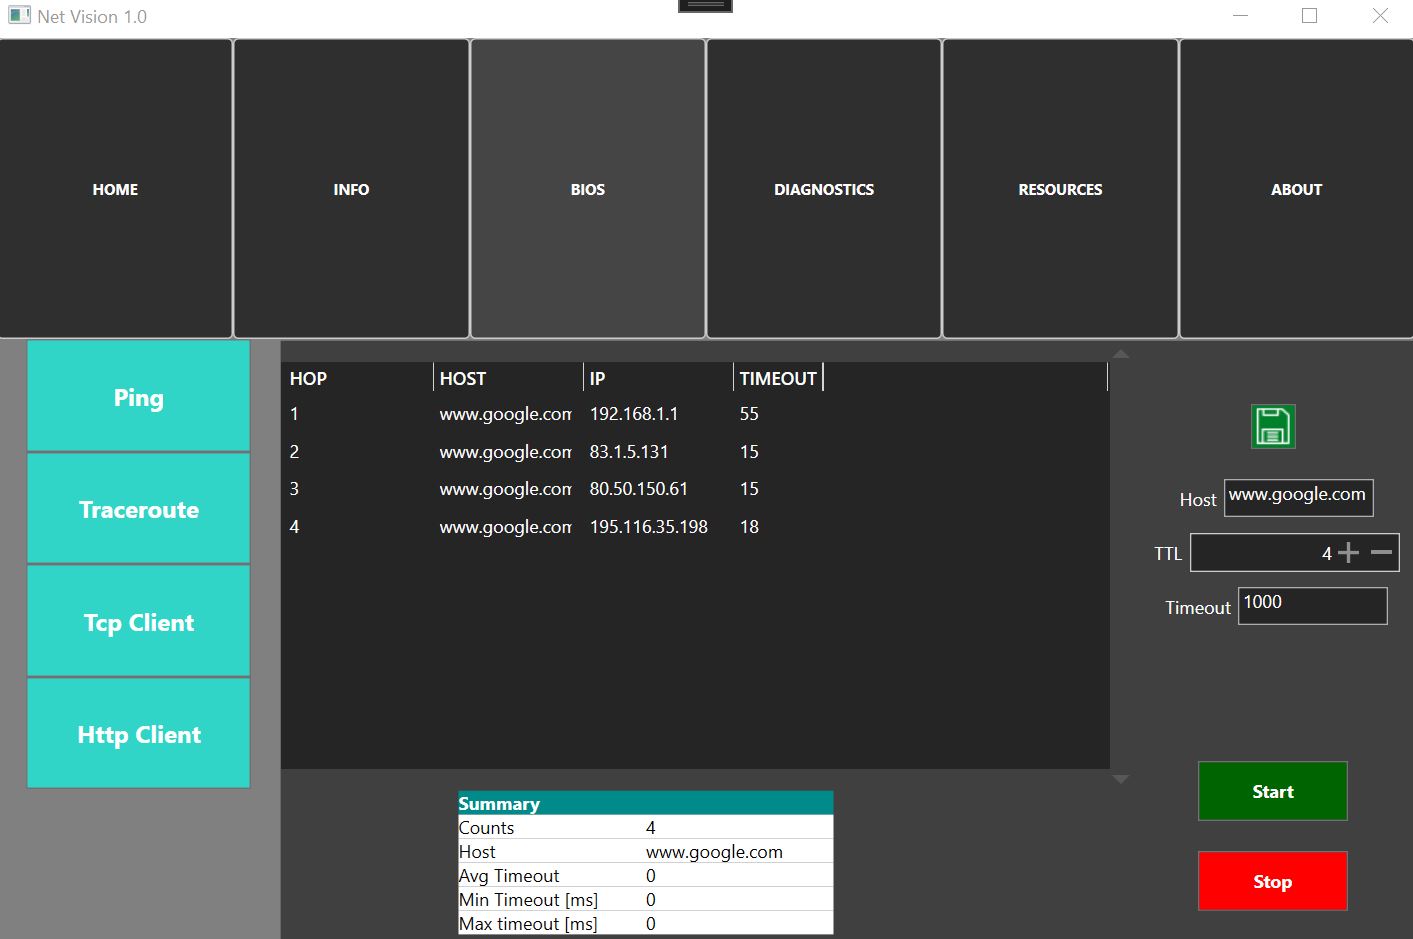 Net Vision 1.0
HOME INFO BIOS DIAGNOSTICS RESOURCES ABOUT
Ping
Traceroute
Tcp Client
Http Client
HOP HOST IP TIMEOUT
1 www.google.com 192.168.1.1 55
2 www.google.com 83.1.5.131 15
3 www.google.com 80.50.150.61 15
4 www.google.com 195.116.35.198 18
Host www.google.com
TTL 4
Timeout 1000
Start
Stop
Summary
Counts 4
Host www.google.com
Avg Timeout 0
Min Timeout [ms] 0
Max timeout [ms] 0